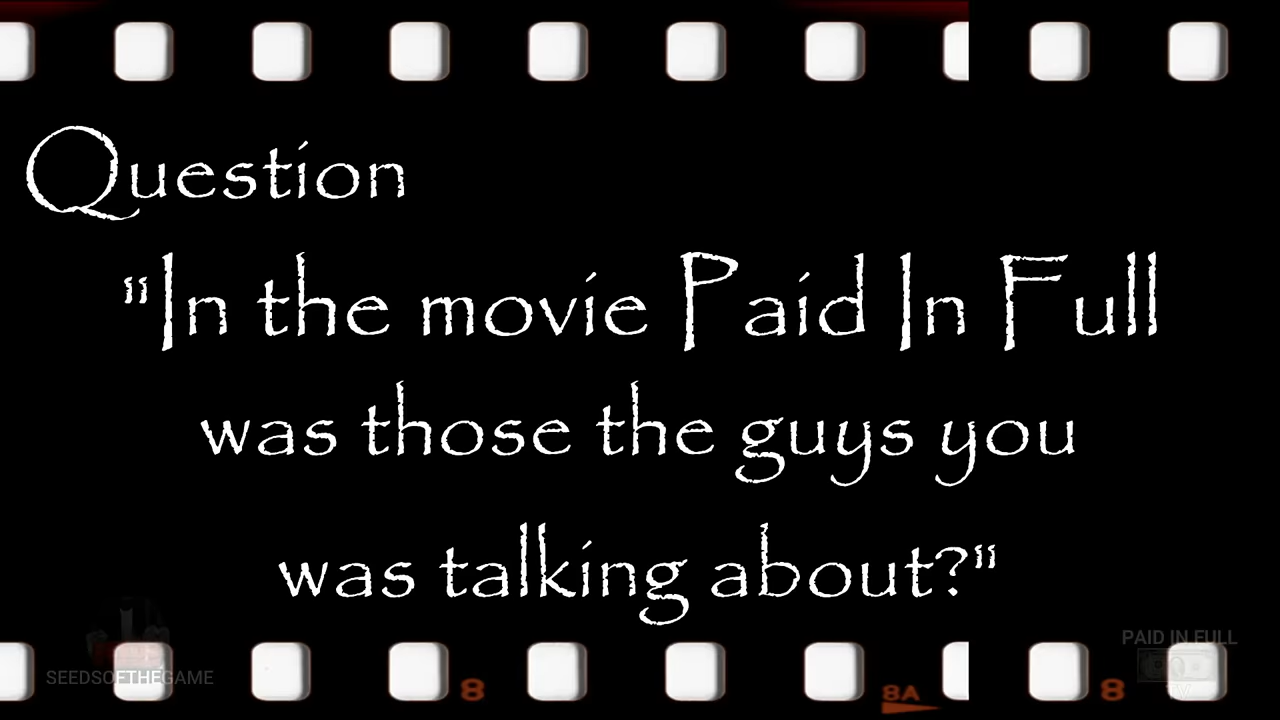 Question
"In the movie Paid In Full
was those the guys you
was talking about?"
PAID IN FULL
SEEDSOFTHEGAME
TV
8
8A
8